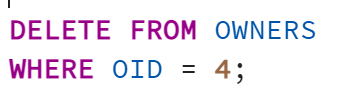 DELETE FROM OWNERS
WHERE OID = 4;